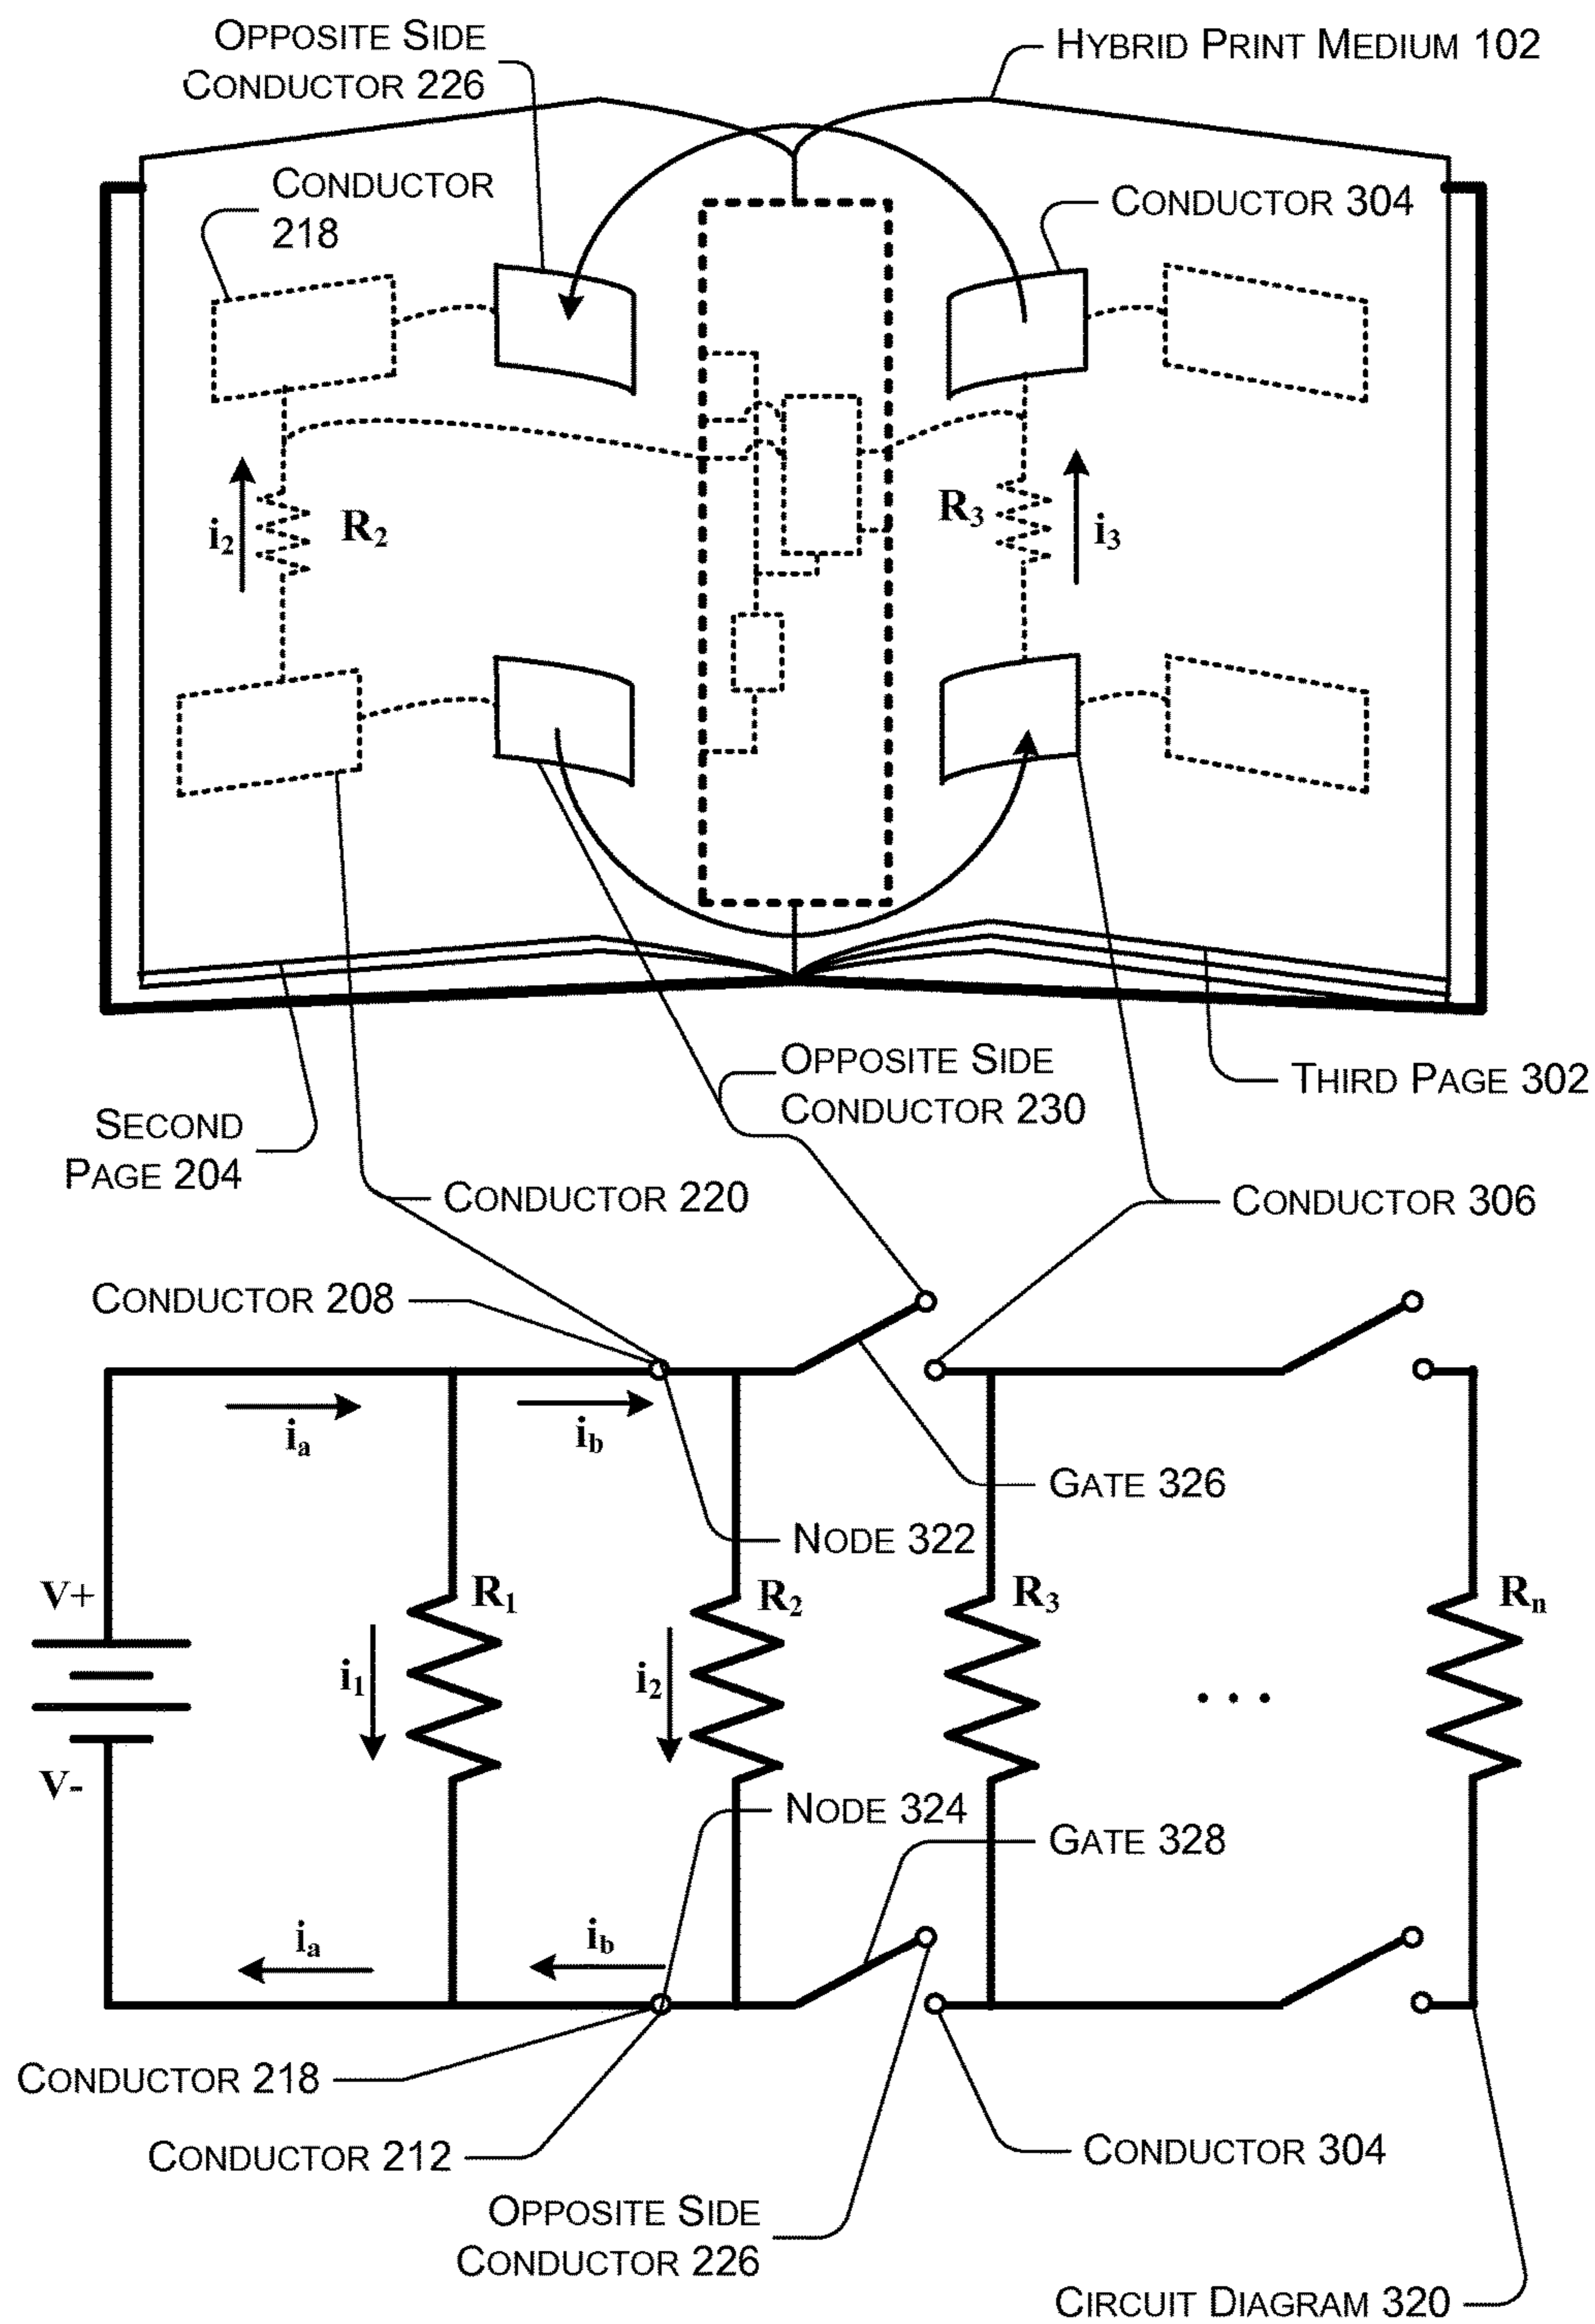 OPPOSITE SIDE
CONDUCTOR 226
HYBRID PRINT MEDIUM 102
CONDUCTOR
218
CONDUCTOR 304
i2
R2
R3
i3
OPPOSITE SIDE
CONDUCTOR 230
THIRD PAGE 302
SECOND
PAGE 204
CONDUCTOR 220
CONDUCTOR 306
CONDUCTOR 208
ia
ib
GATE 326
NODE 322
V+
R1
R2
R3
Rn
i1
i2
...
V-
NODE 324
GATE 328
ia
ib
CONDUCTOR 218
CONDUCTOR 212
CONDUCTOR 304
OPPOSITE SIDE
CONDUCTOR 226
CIRCUIT DIAGRAM 320